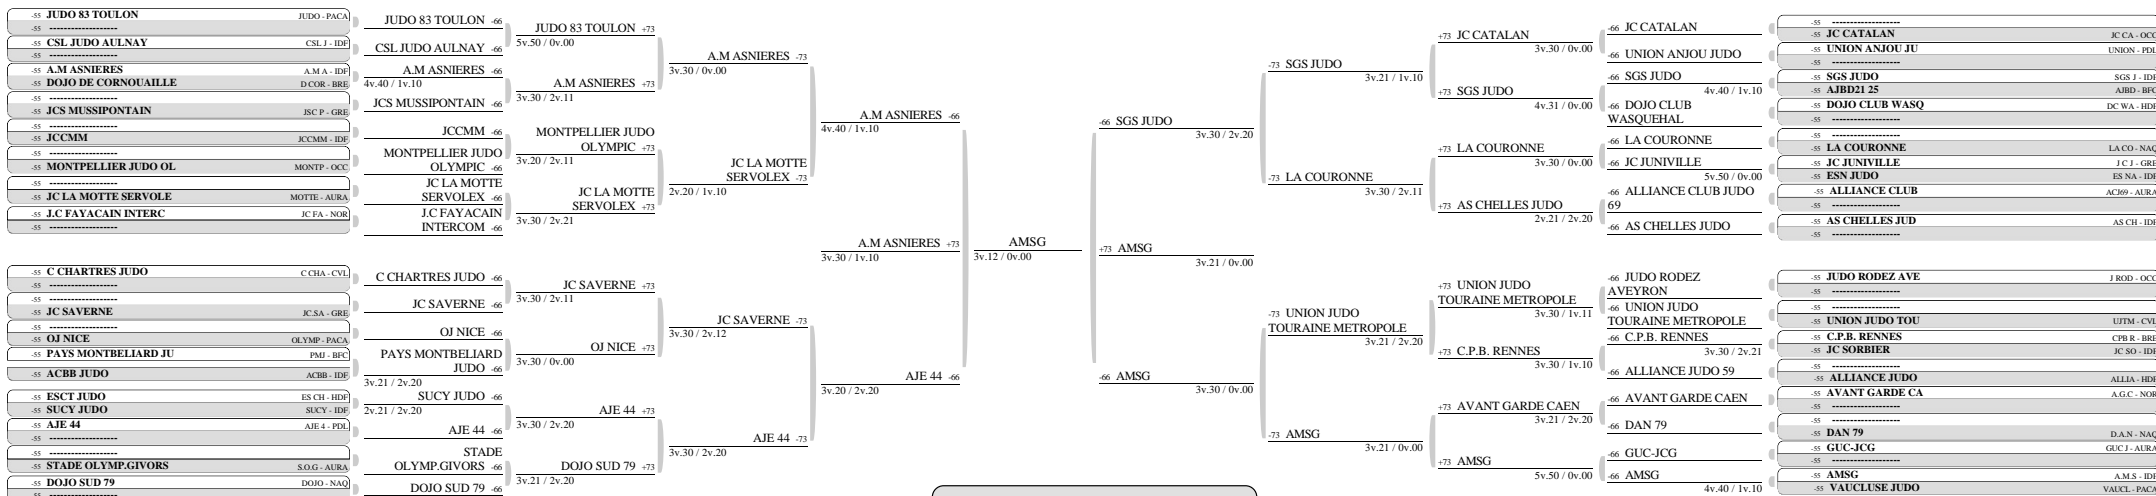 -55 JUDO 83 TOULON JUDO - PACA
-55 -------------------
-55 CSL JUDO AULNAY CSL J - IDF
-55 -------------------
-55 A.M ASNIERES A.M A - IDF
-55 DOJO DE CORNOUAILLE D COR - BRE
-55 -------------------
-55 JCS MUSSIPONTAIN JSC P - GRE
-55 -------------------
-55 JCCMM JCCMM - IDF
-55 -------------------
-55 MONTPELLIER JUDO OL MONTP - OCC
-55 -------------------
-55 JC LA MOTTE SERVOLE MOTTE - AURA
-55 J.C FAYACAIN INTERC JC FA - NOR
-55 -------------------
-55 C CHARTRES JUDO C CHA - CVL
-55 -------------------
-55 -------------------
-55 JC SAVERNE JC.SA - GRE
-55 -------------------
-55 OJ NICE OLYMP - PACA
-55 PAYS MONTBELIARD JU PMJ - BFC
-55 ACBB JUDO ACBB - IDF
-55 ESCT JUDO ES CH - HDF
-55 SUCY JUDO SUCY - IDF
-55 AJE 44 AJE 4 - PDL
-55 -------------------
-55 -------------------
-55 STADE OLYMP.GIVORS S.O.G - AURA
-55 DOJO SUD 79 DOJO - NAQ
-55 -------------------
JUDO 83 TOULON -66
CSL JUDO AULNAY -66
A.M ASNIERES -66
4v.40 / 1v.10
JCS MUSSIPONTAIN -66
JCCMM -66
MONTPELLIER JUDO
OLYMPIC -66
JC LA MOTTE
SERVOLEX -66
J.C FAYACAIN
INTERCOM -66
C CHARTRES JUDO -66
JC SAVERNE -66
OJ NICE -66
PAYS MONTBELIARD
JUDO -66
3v.21 / 2v.20
SUCY JUDO -66
2v.21 / 2v.20
AJE 44 -66
STADE
OLYMP.GIVORS -66
DOJO SUD 79 -66
JUDO 83 TOULON +73
5v.50 / 0v.00
A.M ASNIERES +73
3v.30 / 2v.11
MONTPELLIER JUDO
OLYMPIC +73
3v.20 / 2v.11
JC LA MOTTE
SERVOLEX +73
3v.30 / 2v.21
JC SAVERNE +73
3v.30 / 2v.11
OJ NICE +73
3v.30 / 0v.00
AJE 44 +73
3v.30 / 2v.20
DOJO SUD 79 +73
3v.21 / 2v.20
A.M ASNIERES -73
3v.30 / 0v.00
JC LA MOTTE
SERVOLEX -73
2v.20 / 1v.10
JC SAVERNE -73
3v.30 / 2v.12
AJE 44 -73
3v.30 / 2v.20
A.M ASNIERES -66
4v.40 / 1v.10
A.M ASNIERES +73
3v.30 / 1v.10
AJE 44 -66
3v.20 / 2v.20
AMSG
3v.12 / 0v.00
-66 SGS JUDO
3v.30 / 2v.20
+73 AMSG
3v.21 / 0v.00
-66 AMSG
3v.30 / 0v.00
-73 SGS JUDO
3v.21 / 1v.10
-73 LA COURONNE
3v.30 / 2v.11
-73 UNION JUDO
TOURAINE METROPOLE
3v.21 / 2v.20
-73 AMSG
3v.21 / 0v.00
+73 JC CATALAN
3v.30 / 0v.00
+73 SGS JUDO
4v.31 / 0v.00
+73 LA COURONNE
3v.30 / 0v.00
+73 AS CHELLES JUDO
2v.21 / 2v.20
+73 UNION JUDO
TOURAINE METROPOLE
3v.30 / 1v.11
+73 C.P.B. RENNES
3v.30 / 1v.10
+73 AVANT GARDE CAEN
3v.21 / 2v.20
+73 AMSG
5v.50 / 0v.00
-66 JC CATALAN
-66 UNION ANJOU JUDO
-66 SGS JUDO
4v.40 / 1v.10
-66 DOJO CLUB
WASQUEHAL
-66 LA COURONNE
-66 JC JUNIVILLE
5v.50 / 0v.00
-66 ALLIANCE CLUB JUDO
69
-66 AS CHELLES JUDO
-66 JUDO RODEZ
AVEYRON
-66 UNION JUDO
TOURAINE METROPOLE
-66 C.P.B. RENNES
3v.30 / 2v.21
-66 ALLIANCE JUDO 59
-66 AVANT GARDE CAEN
-66 DAN 79
-66 GUC-JCG
-66 AMSG
4v.40 / 1v.10
-55 -------------------
-55 JC CATALAN JC CA - OCC
-55 UNION ANJOU JU UNION - PDL
-55 -------------------
-55 SGS JUDO SGS J - IDF
-55 AJBD21 25 AJBD - BFC
-55 DOJO CLUB WASQ DC WA - HDF
-55 -------------------
-55 -------------------
-55 LA COURONNE LA CO - NAQ
-55 JC JUNIVILLE J C J - GRE
-55 ESN JUDO ES NA - IDF
-55 ALLIANCE CLUB ACJ69 - AURA
-55 -------------------
-55 AS CHELLES JUD AS CH - IDF
-55 -------------------
-55 JUDO RODEZ AVE J ROD - OCC
-55 -------------------
-55 -------------------
-55 UNION JUDO TOU UJTM - CVL
-55 C.P.B. RENNES CPB R - BRE
-55 JC SORBIER JC SO - IDF
-55 -------------------
-55 ALLIANCE JUDO ALLIA - HDF
-55 AVANT GARDE CA A.G.C - NOR
-55 -------------------
-55 -------------------
-55 DAN 79 D.A.N - NAQ
-55 GUC-JCG GUC J - AURA
-55 -------------------
-55 AMSG A.M.S - IDF
-55 VAUCLUSE JUDO VAUCL - PACA